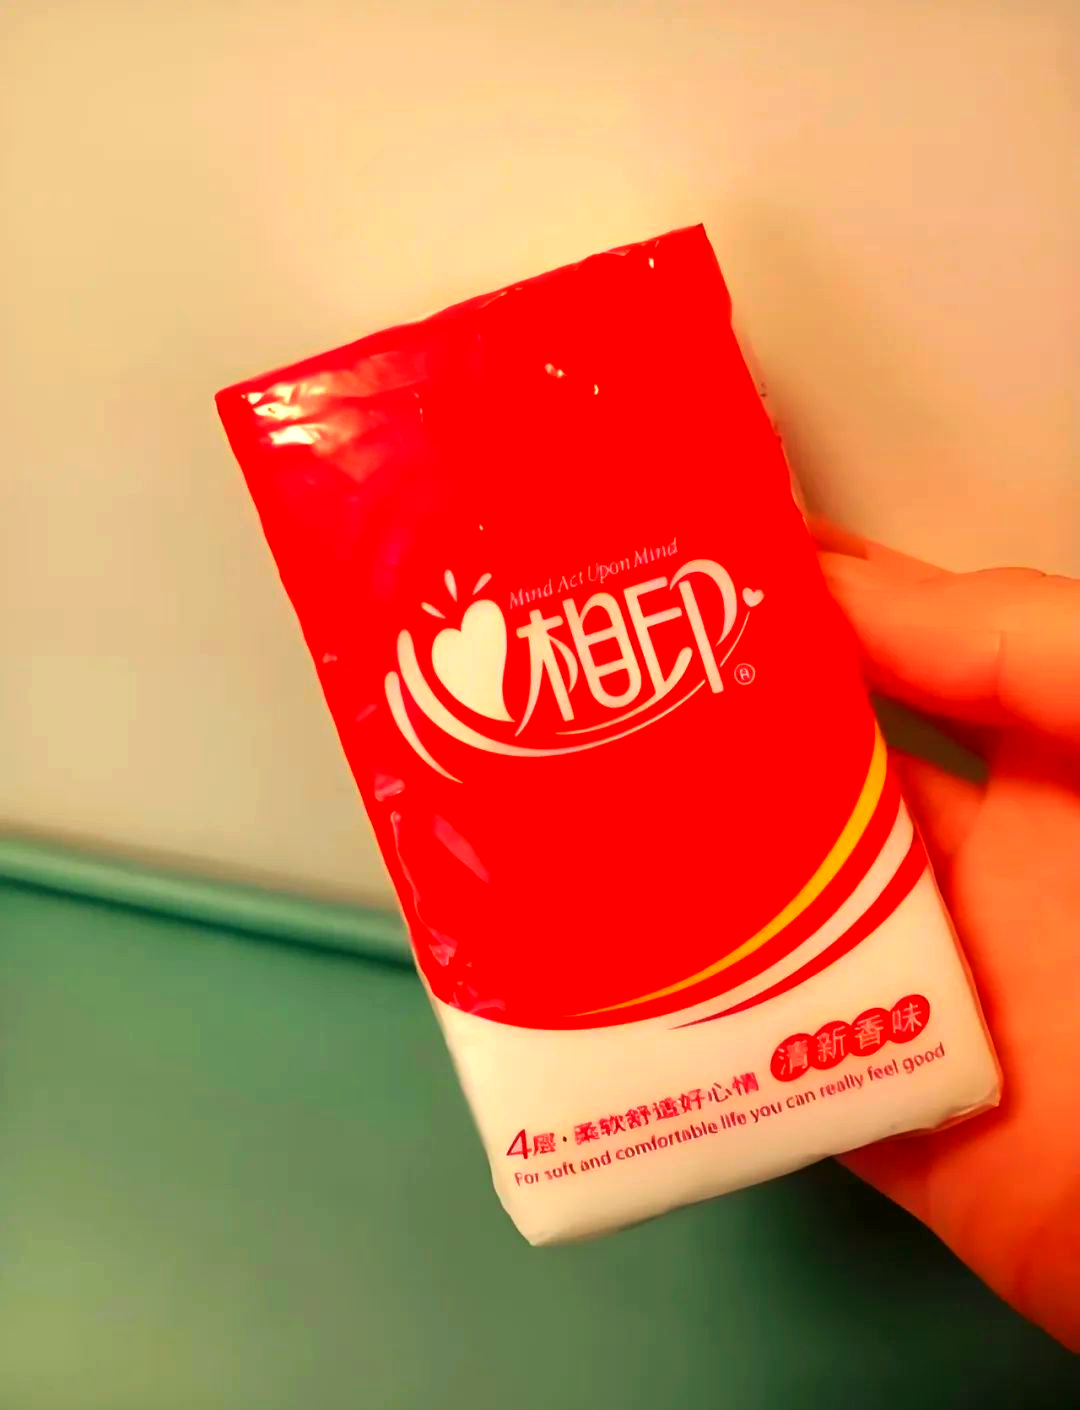 Mind Act Upon Mind
相印®
清新香味
4层·柔软舒适好心情
For soft and comfortable life you can really feel good